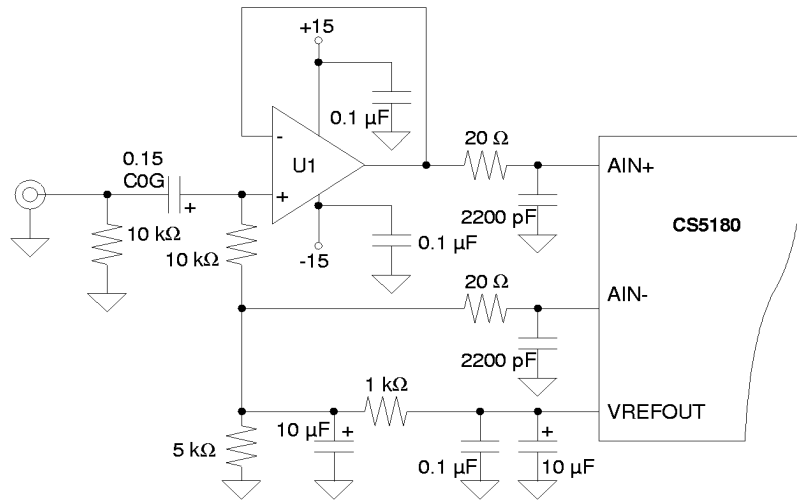 +15
0.1 µF
-
U1
+
20 Ω
AIN+
0.15
C0G
+
2200 pF
CS5180
10 kΩ
10 kΩ
-15
0.1 µF
20 Ω
AIN-
2200 pF
1 kΩ
VREFOUT
5 kΩ
10 µF
+
0.1 µF
+
10 µF